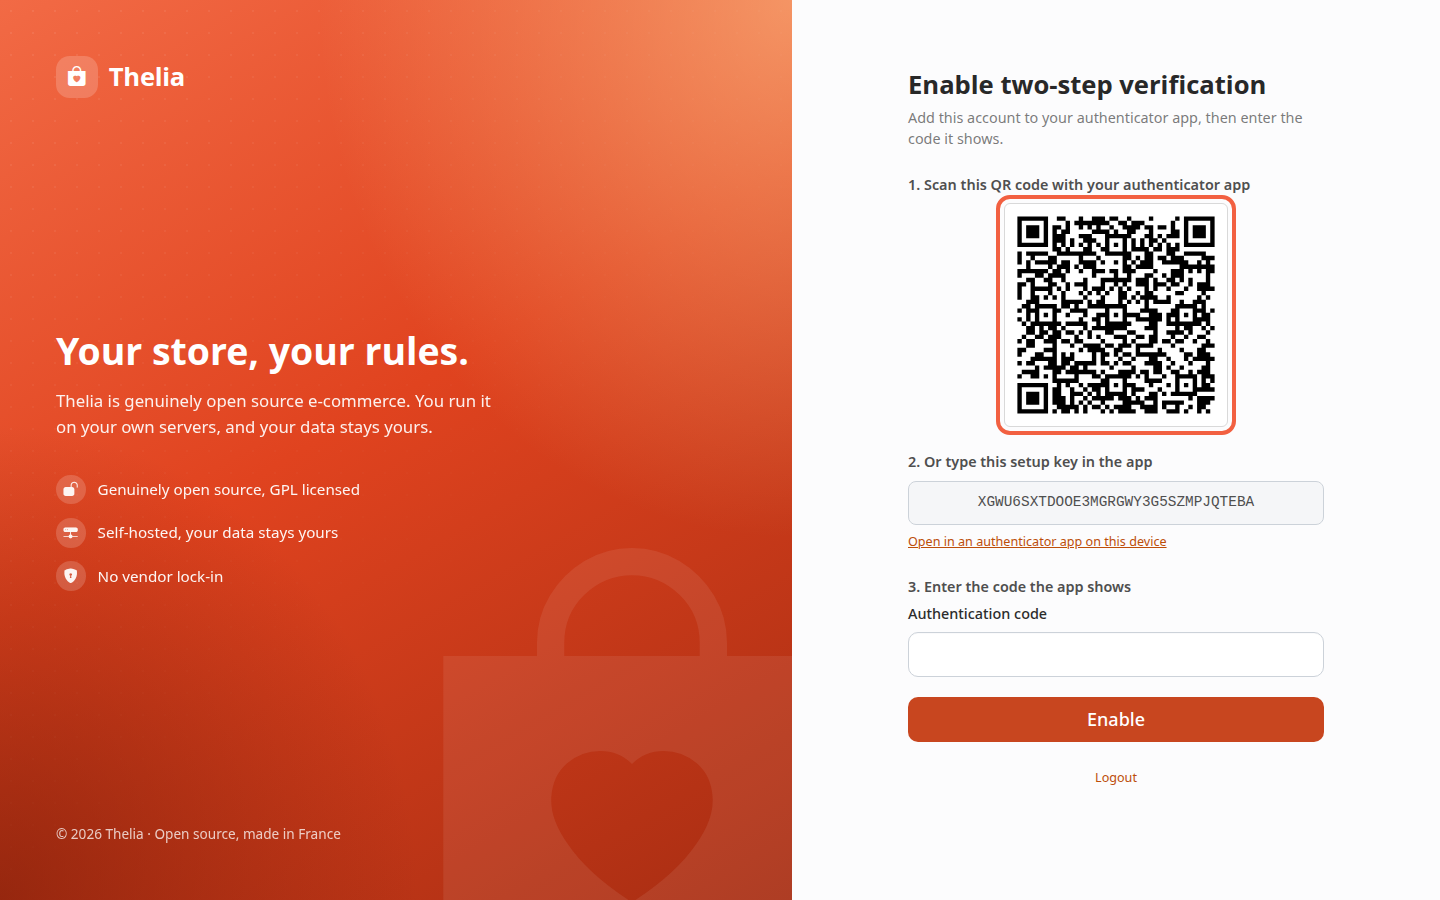 Thelia
Your store, your rules.
Thelia is genuinely open source e-commerce. You run it
on your own servers, and your data stays yours.
Genuinely open source, GPL licensed
Self-hosted, your data stays yours
No vendor lock-in
© 2026 Thelia · Open source, made in France
Enable two-step verification
Add this account to your authenticator app, then enter the
code it shows.
1. Scan this QR code with your authenticator app
2. Or type this setup key in the app
XGWU6SXTDOOE3MGRGWY3G5SZMPJQTEBA
Open in an authenticator app on this device
3. Enter the code the app shows
Authentication code
Enable
Logout